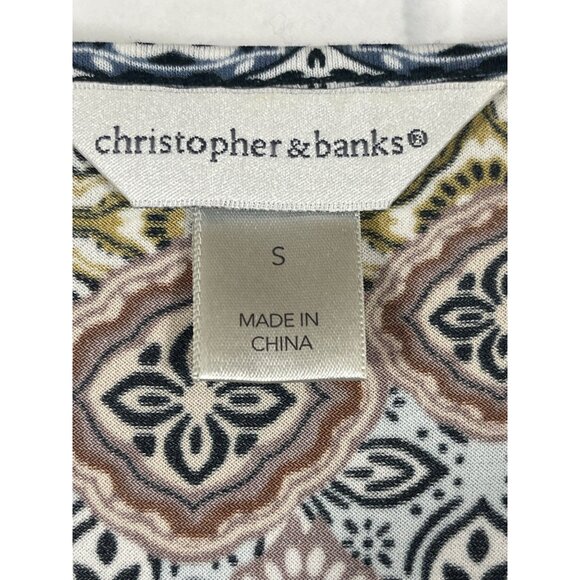 christopher & banks®
S
MADE IN
CHINA